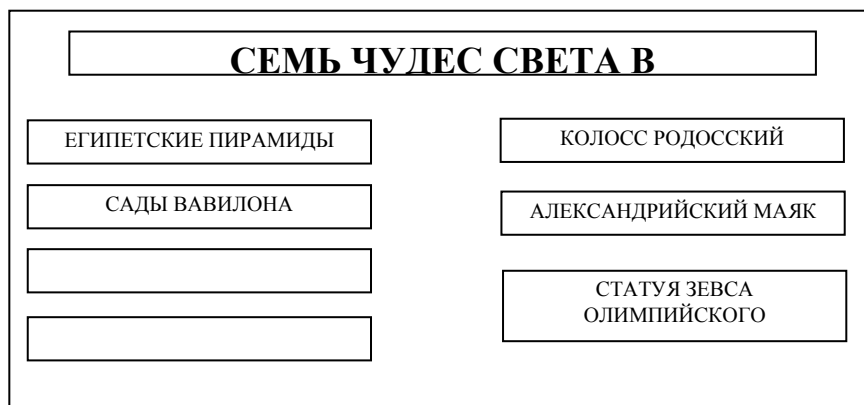 СЕМЬ ЧУДЕС СВЕТА В
ЕГИПЕТСКИЕ ПИРАМИДЫ
САДЫ ВАВИЛОНА
КОЛОСС РОДОССКИЙ
АЛЕКСАНДРИЙСКИЙ МАЯК
СТАТУЯ ЗЕВСА
ОЛИМПИЙСКОГО